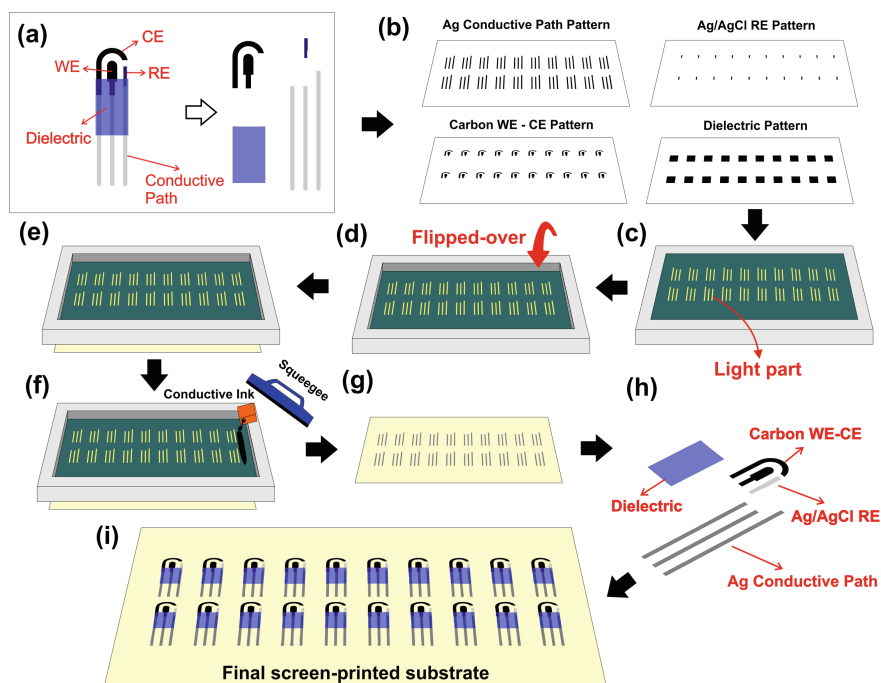 (a)
CE
WE
RE
Dielectric
Conductive
Path
(b)
Ag Conductive Path Pattern
Ag/AgCl RE Pattern
Carbon WE - CE Pattern
Dielectric Pattern
(c)
Light part
(d)
Flipped-over
(e)
(f)
Conductive Ink
Squeegee
(g)
(h)
Carbon WE-CE
Dielectric
Ag/AgCl RE
Ag Conductive Path
(i)
Final screen-printed substrate